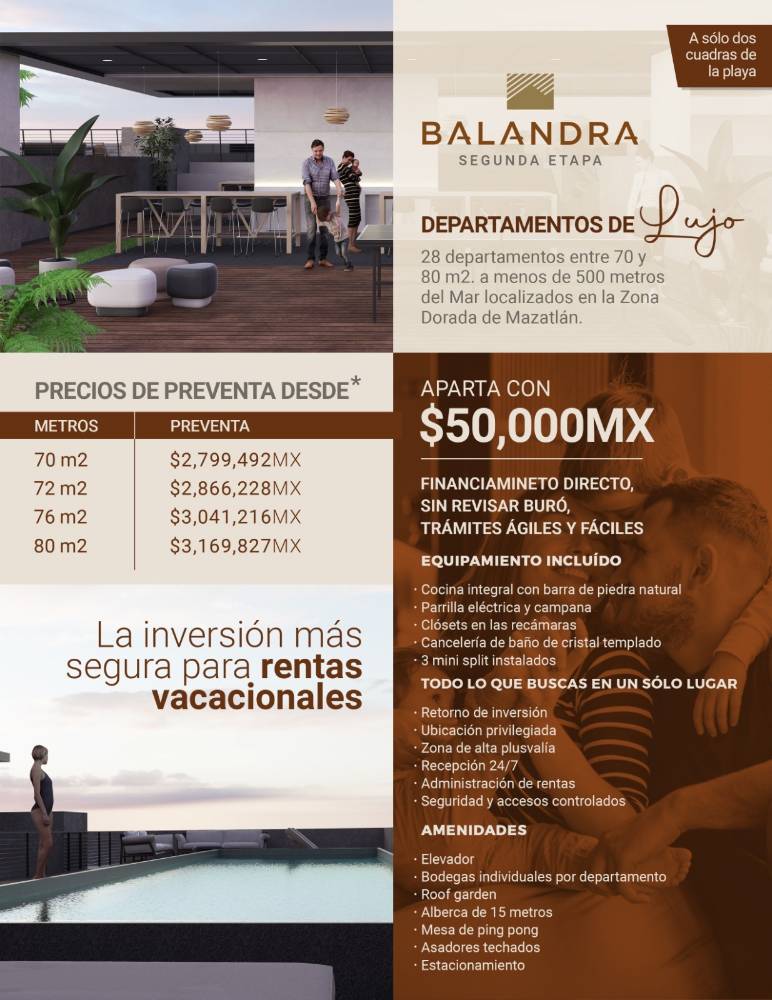 A sólo dos
cuadras de
la playa
BALANDRA
SEGUNDA ETAPA
DEPARTAMENTOS DE Lujo
28 departamentos entre 70 y
80 m2. a menos de 500 metros
del Mar localizados en la Zona
Dorada de Mazatlán.
PRECIOS DE PREVENTA DESDE*
METROS PREVENTA
70 m2 $2,799,492MX
72 m2 $2,866,228MX
76 m2 $3,041,216MX
80 m2 $3,169,827MX
La inversión más
segura para rentas
vacacionales
APARTA CON
$50,000MX
FINANCIAMINETO DIRECTO,
SIN REVISAR BURÓ,
TRÁMITES ÁGILES Y FÁCILES
EQUIPAMIENTO INCLUÍDO
· Cocina integral con barra de piedra natural
· Parrilla eléctrica y campana
· Clósets en las recámaras
· Cancelería de baño de cristal templado
· 3 mini split instalados
TODO LO QUE BUSCAS EN UN SÓLO LUGAR
· Retorno de inversión
· Ubicación privilegiada
· Zona de alta plusvalía
· Recepción 24/7
· Administración de rentas
· Seguridad y accesos controlados
AMENIDADES
· Elevador
· Bodegas individuales por departamento
· Roof garden
· Alberca de 15 metros
· Mesa de ping pong
· Asadores techados
· Estacionamiento